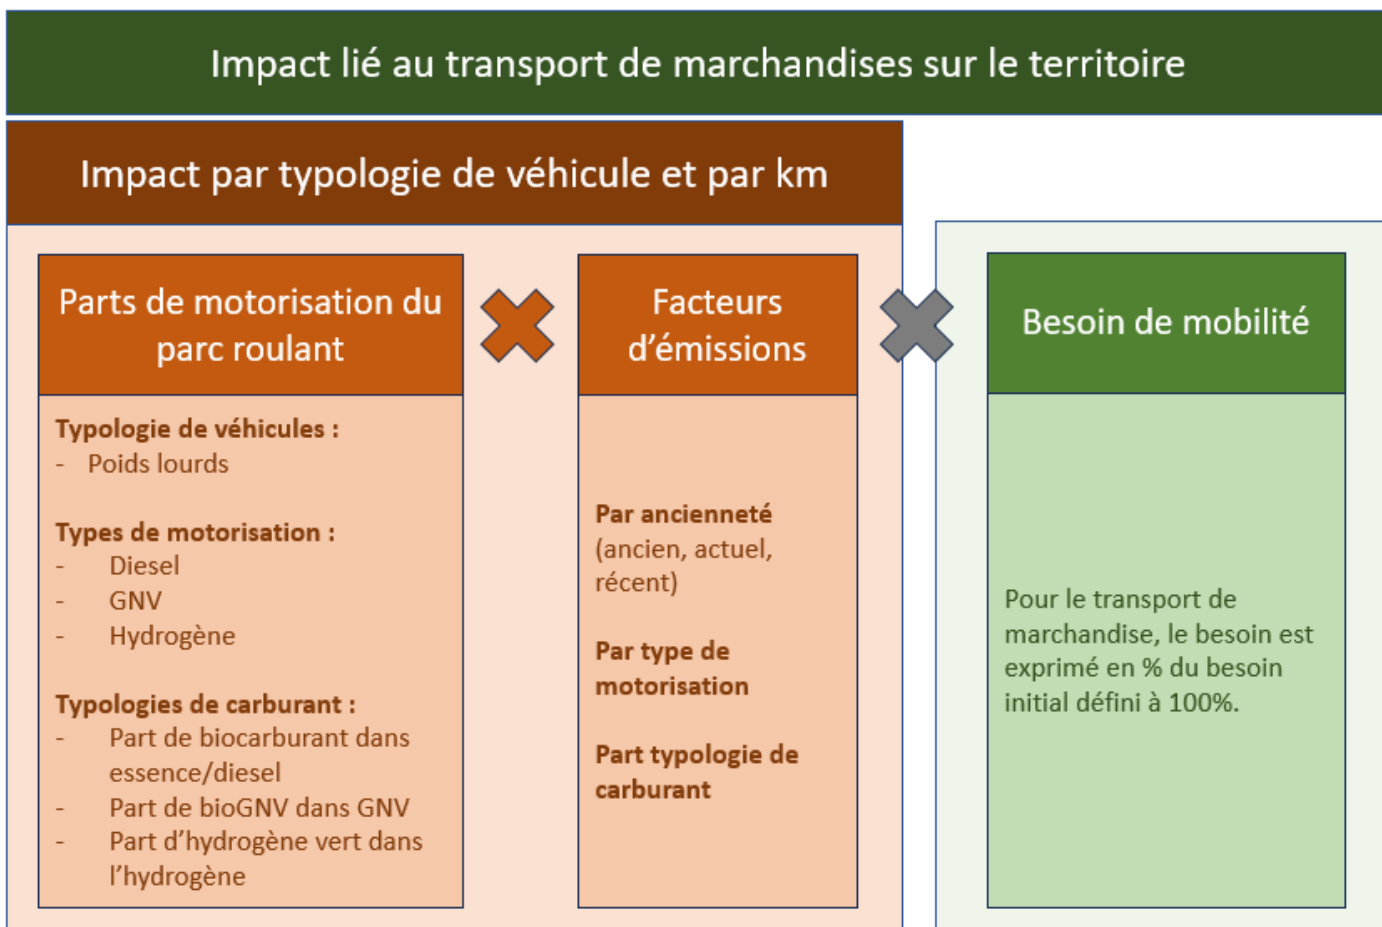 Impact lié au transport de marchandises sur le territoire
Impact par typologie de véhicule et par km
Parts de motorisation du
parc roulant
Typologie de véhicules :
- Poids lourds
Types de motorisation :
- Diesel
- GNV
- Hydrogène
Typologies de carburant :
- Part de biocarburant dans
essence/diesel
- Part de bioGNV dans GNV
- Part d’hydrogène vert dans
l’hydrogène
Facteurs
d’émissions
Par ancienneté
(ancien, actuel,
récent)
Par type de
motorisation
Part typologie de
carburant
Besoin de mobilité
Pour le transport de
marchandise, le besoin est
exprimé en % du besoin
initial défini à 100%.